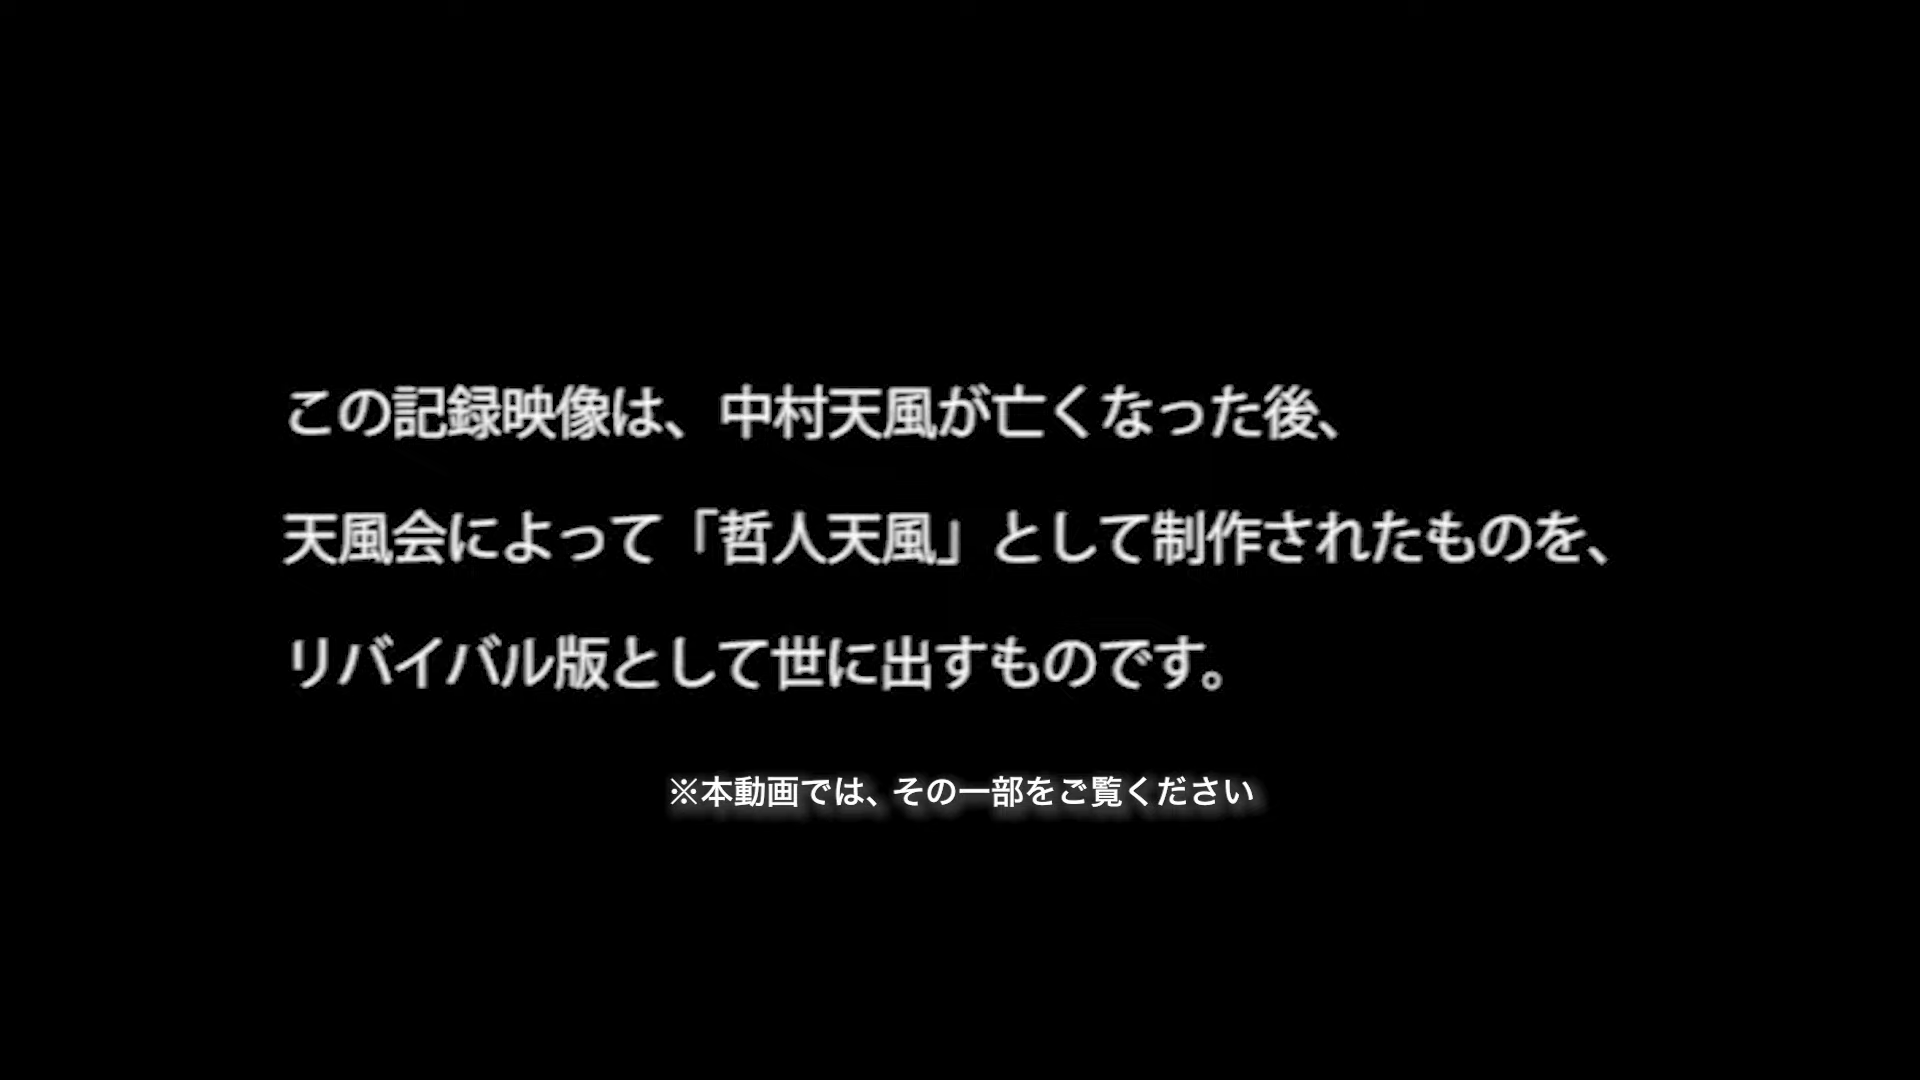 この記録映像は、中村天風が亡くなった後、
天風会によって「哲人天風」として制作されたものを、
リバイバル版として世に出すものです。
※本動画では、その一部をご覧ください